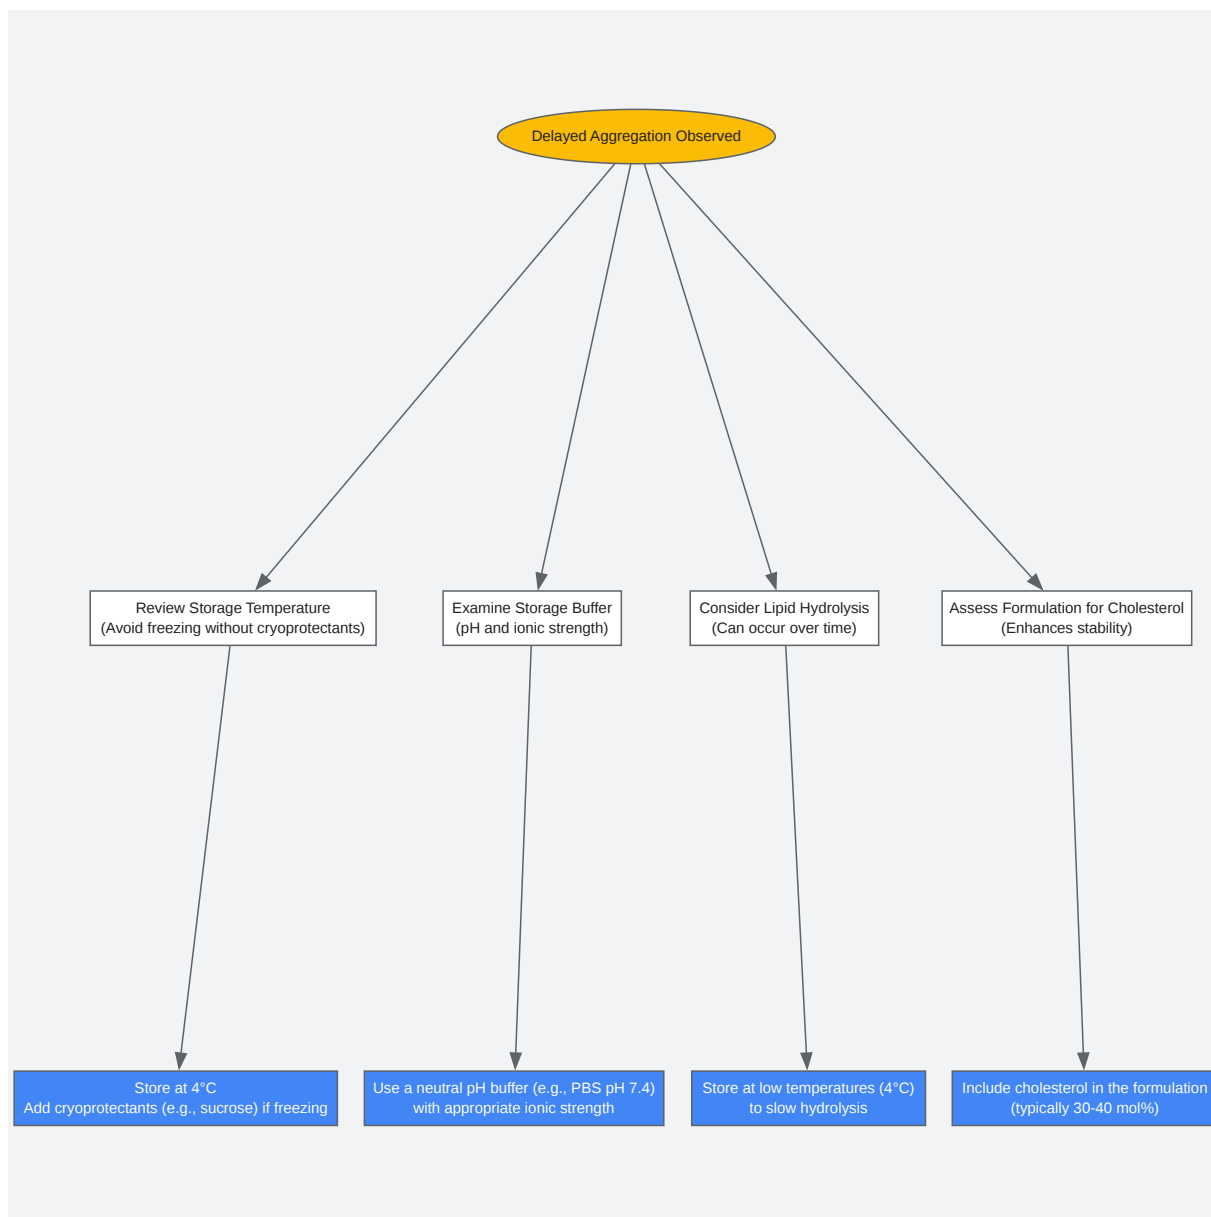 Delayed Aggregation Observed
Review Storage Temperature
(Avoid freezing without cryoprotectants)
Examine Storage Buffer
(pH and ionic strength)
Consider Lipid Hydrolysis
(Can occur over time)
Assess Formulation for Cholesterol
(Enhances stability)
Store at 4°C
Add cryoprotectants (e.g., sucrose) if freezing
Use a neutral pH buffer (e.g., PBS pH 7.4)
with appropriate ionic strength
Store at low temperatures (4°C)
to slow hydrolysis
Include cholesterol in the formulation
(typically 30-40 mol%)